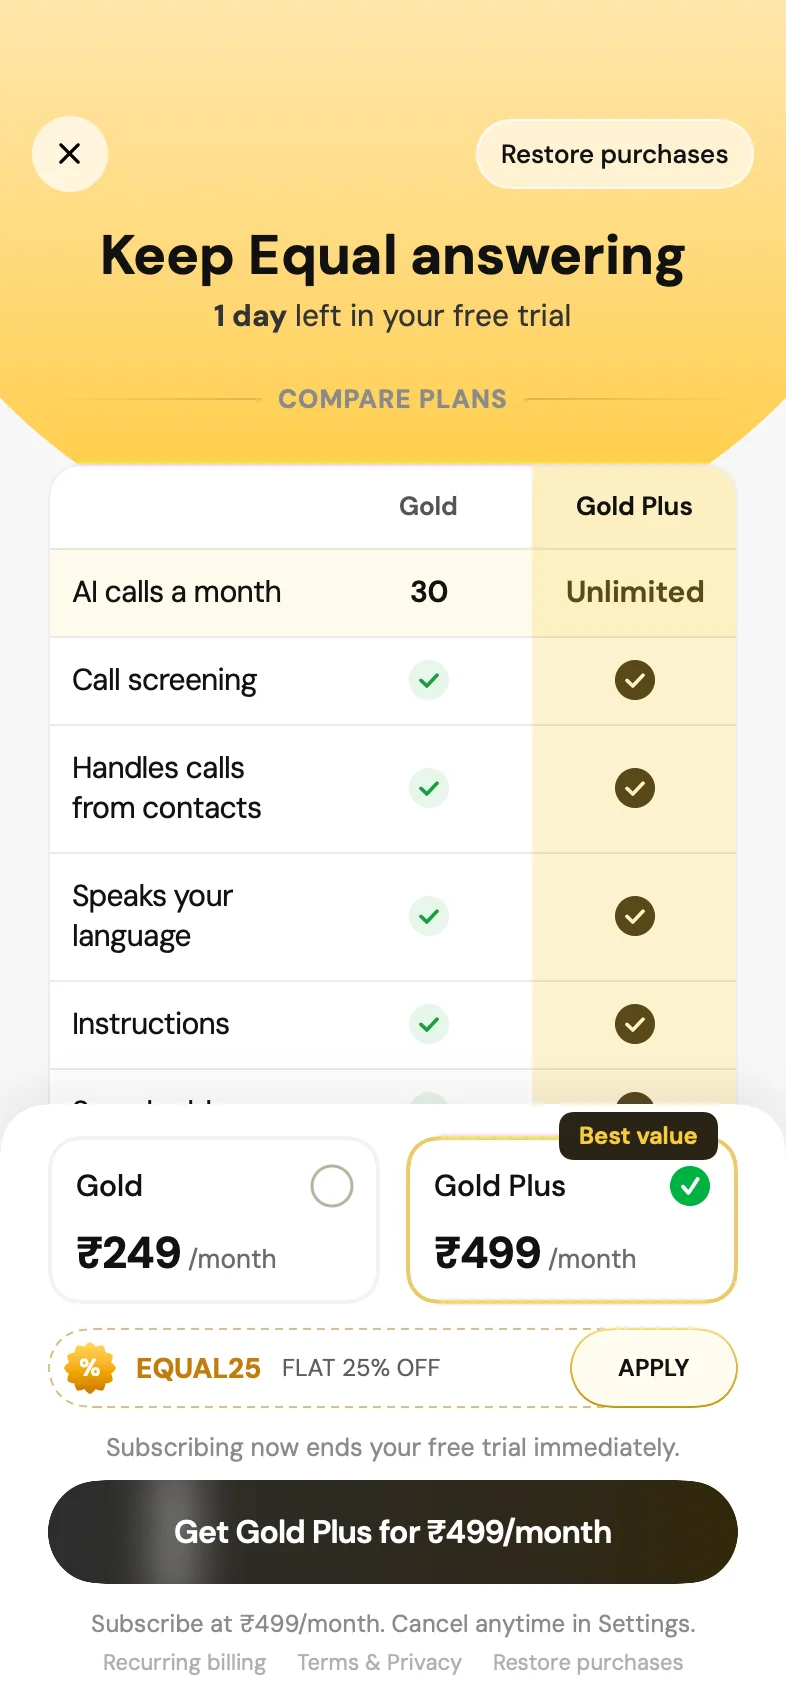 Restore purchases
Keep Equal answering
1 day left in your free trial
COMPARE PLANS
Gold Gold Plus
AI calls a month 30 Unlimited
Call screening
Handles calls
from contacts
Speaks your
language
Instructions
Best value
Gold Gold Plus
₹249 /month ₹499 /month
% EQUAL25 FLAT 25% OFF APPLY
Subscribing now ends your free trial immediately.
Get Gold Plus for ₹499/month
Subscribe at ₹499/month. Cancel anytime in Settings.
Recurring billing Terms & Privacy Restore purchases